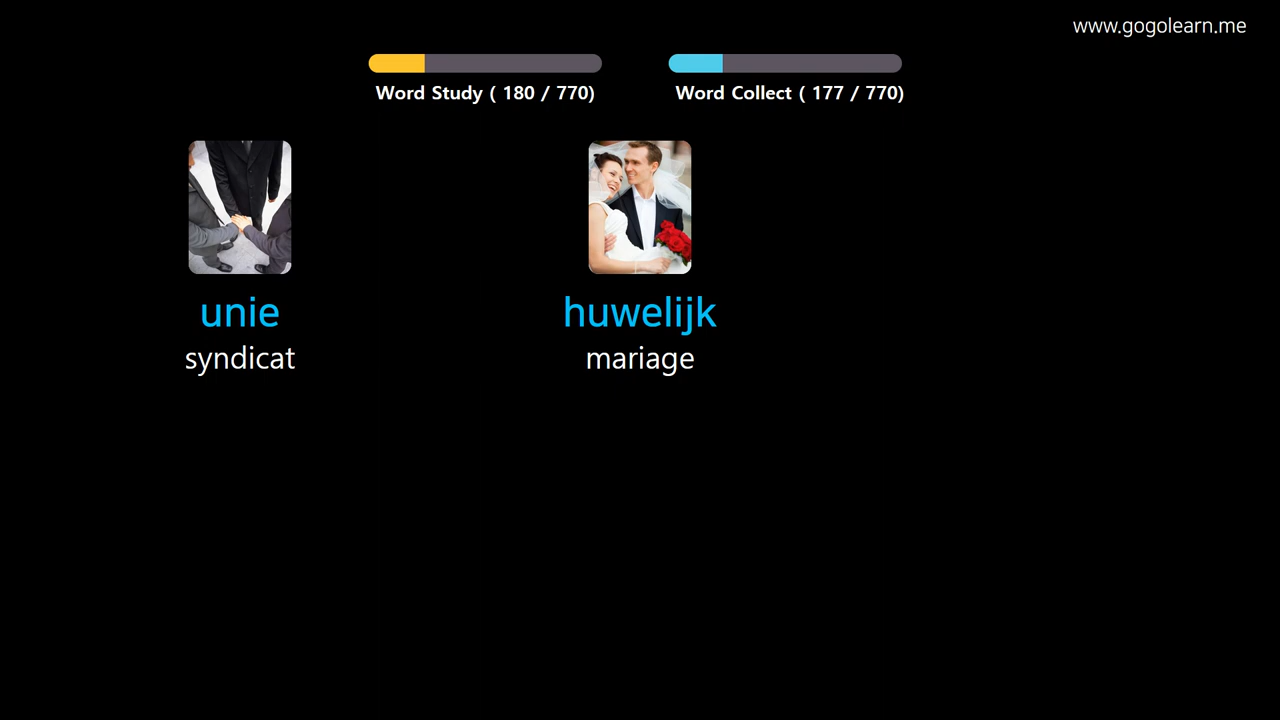 www.gogolearn.me
Word Study ( 180 / 770)
Word Collect ( 177 / 770)
unie
syndicat
huwelijk
mariage